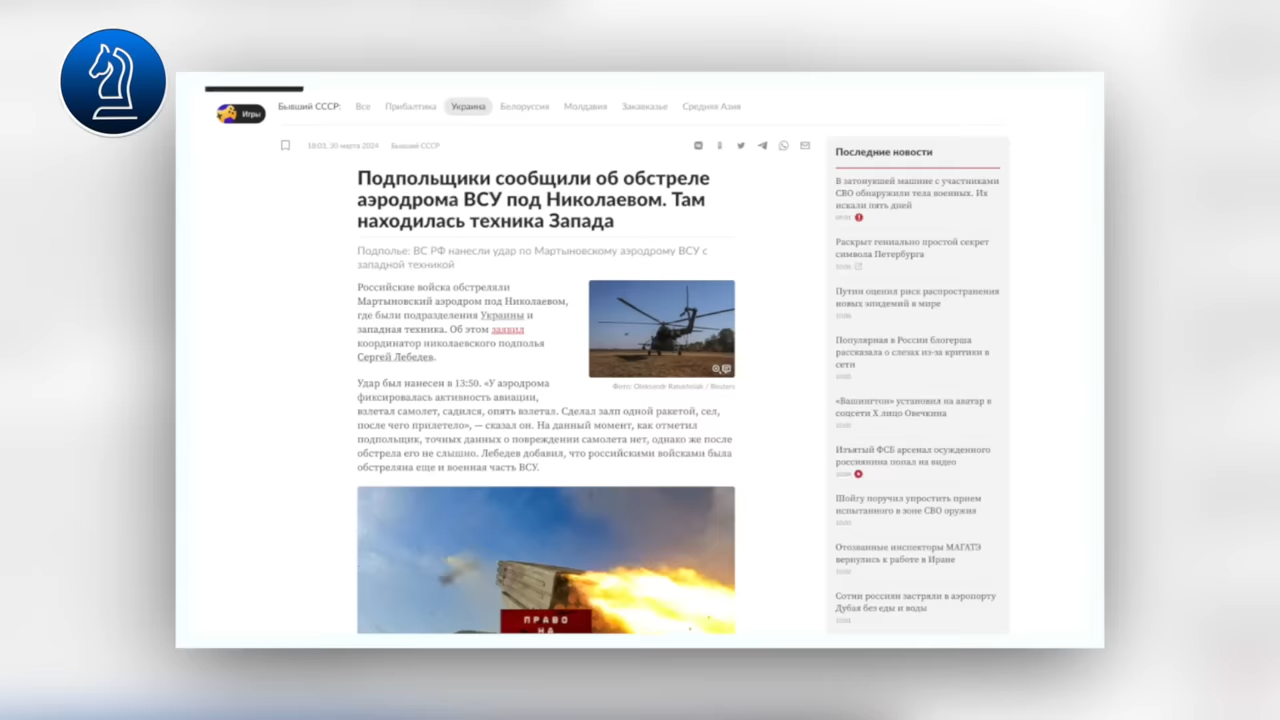 Игры
Бывший СССР: Все Прибалтика Украина Белоруссия Молдавия Закавказье Средняя Азия
18:03, 30 марта 2024 Бывший СССР
Подпольщики сообщили об обстреле
аэродрома ВСУ под Николаевом. Там
находилась техника Запада
Подполье: ВС РФ нанесли удар по Мартыновскому аэродрому ВСУ с
западной техникой
Российские войска обстреляли
Мартыновский аэродром под Николаевом,
где были подразделения Украины и
западная техника. Об этом заявил
координатор николаевского подполья
Сергей Лебедев.
Удар был нанесен в 13:50. «У аэродрома
фиксировалась активность авиации,
взлетал самолет, садился, опять взлетал. Сделал залп одной ракетой, сел,
после чего прилетело», — сказал он. На данный момент, как отметил
подпольщик, точных данных о повреждении самолета нет, однако же после
обстрела его не слышно. Лебедев добавил, что российскими войсками была
обстреляна еще и военная часть ВСУ.
Фото: Oleksandr / Reuters
ПРАВО
НА
Последние новости
В затонувшей машине с участниками
СВО обнаружили тела военных. Их
искали пять дней
Раскрыт гениально простой секрет
символа Петербурга
Путин оценил риск распространения
новых эпидемий в мире
Популярная в России блогерша
рассказала о слезах из-за критики в
сети
«Вашингтон» установил на аватар в
соцсети X лицо Овечкина
Изъятый ФСБ арсенал осужденного
россиянина попал на видео
Шойгу поручил упростить прием
испытанного в зоне СВО оружия
Отозванные инспекторы МАГАТЭ
вернулись к работе в Иране
Сотни россиян застряли в аэропорту
Дубая без еды и воды